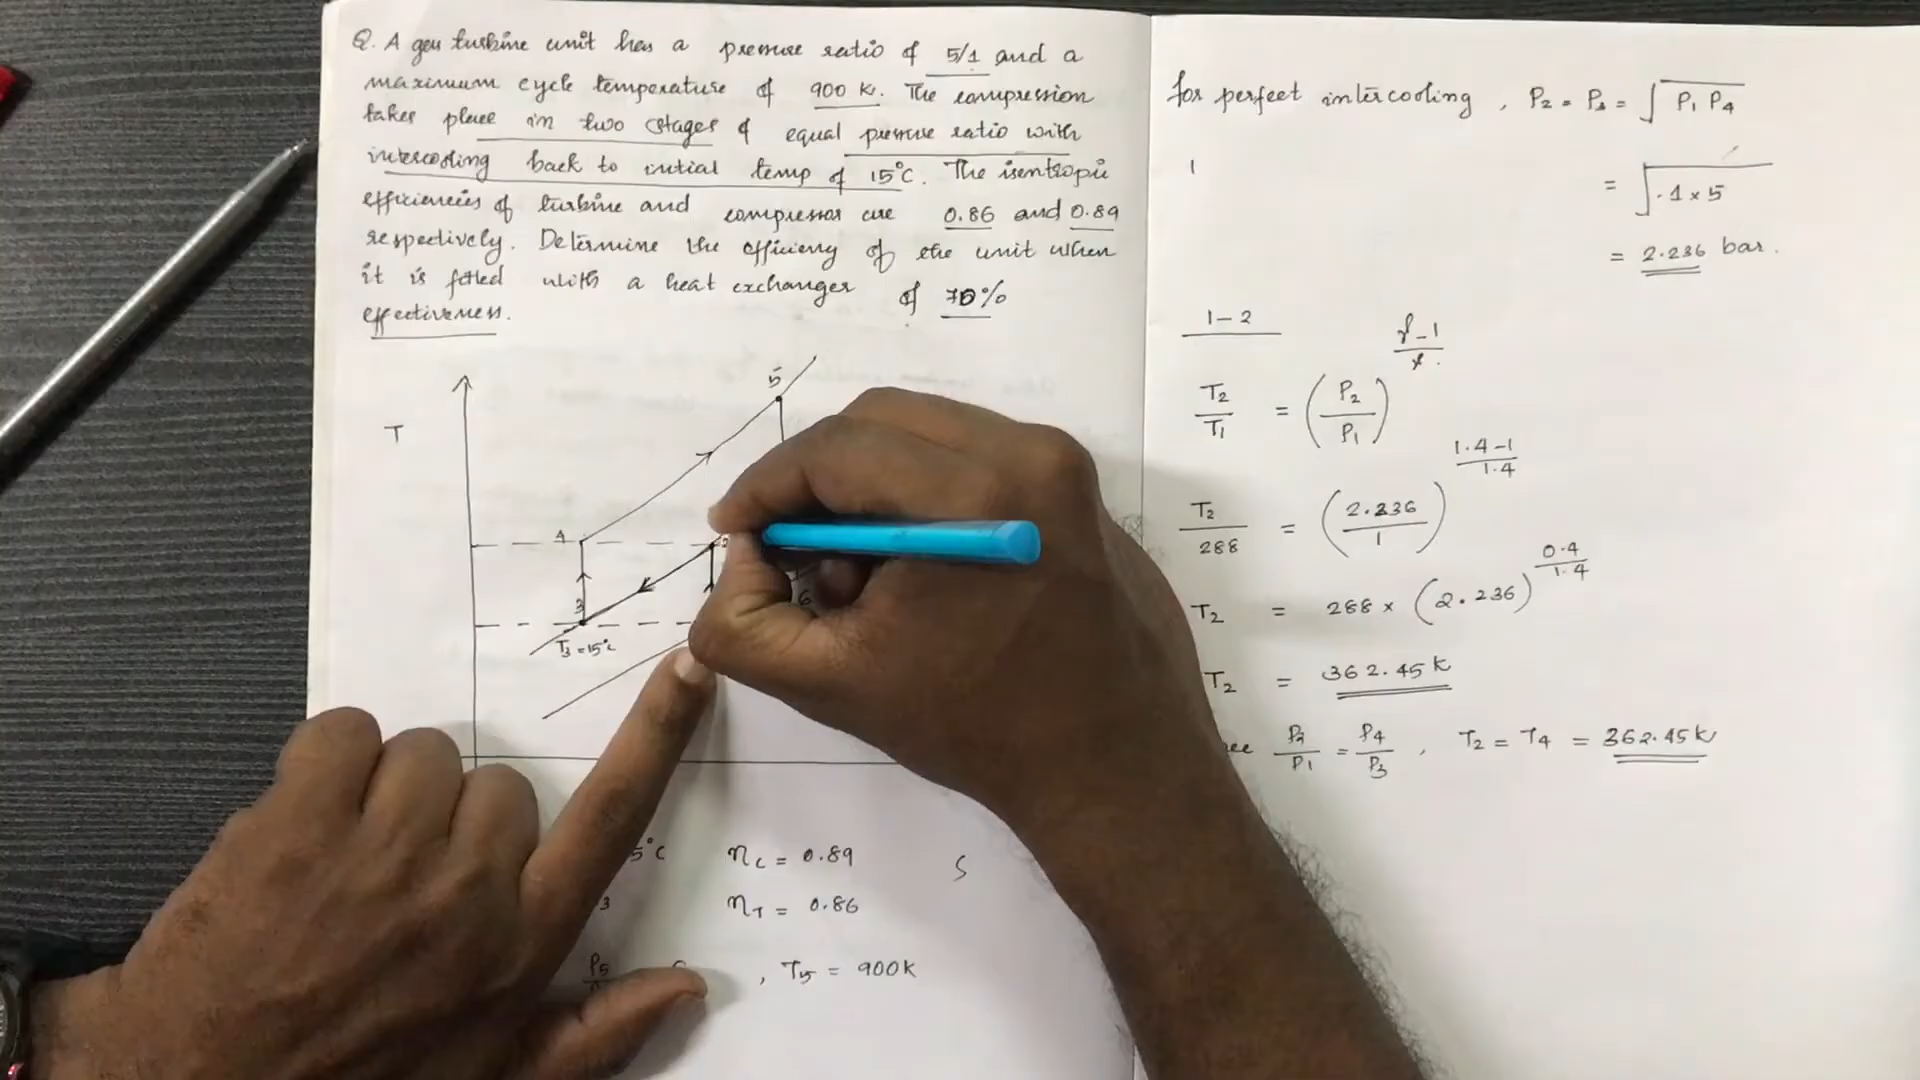 Q. A gas turbine unit has a pressure ratio of 5/1 and a
maximum cycle temperature of 900 K. The compression
takes place in two stages of equal pressure ratio with
intercooling back to initial temp of 15°C. The isentropic
efficiencies of turbine and compressor are 0.86 and 0.89
respectively. Determine the efficiency of the unit when
it is fitted with a heat exchanger of 70%
effectiveness.
T
5
4
3
6
T3 = 15°C
5°C ηC = 0.89
S
3 ηT = 0.86
P5 , T5 = 900K
for perfect intercooling, P2 = P3 = √P1 P4
1
= √.1 x 5
= 2.236 bar.
1-2
T2/T1 = (P2/P1)^γ-1/γ
T2/288 = (2.236/1)^1.4-1/1.4
T2 = 288 x (2.236)^0.4/1.4
T2 = 362.45 K
P2/P1 = P4/P3, T2 = T4 = 362.45K